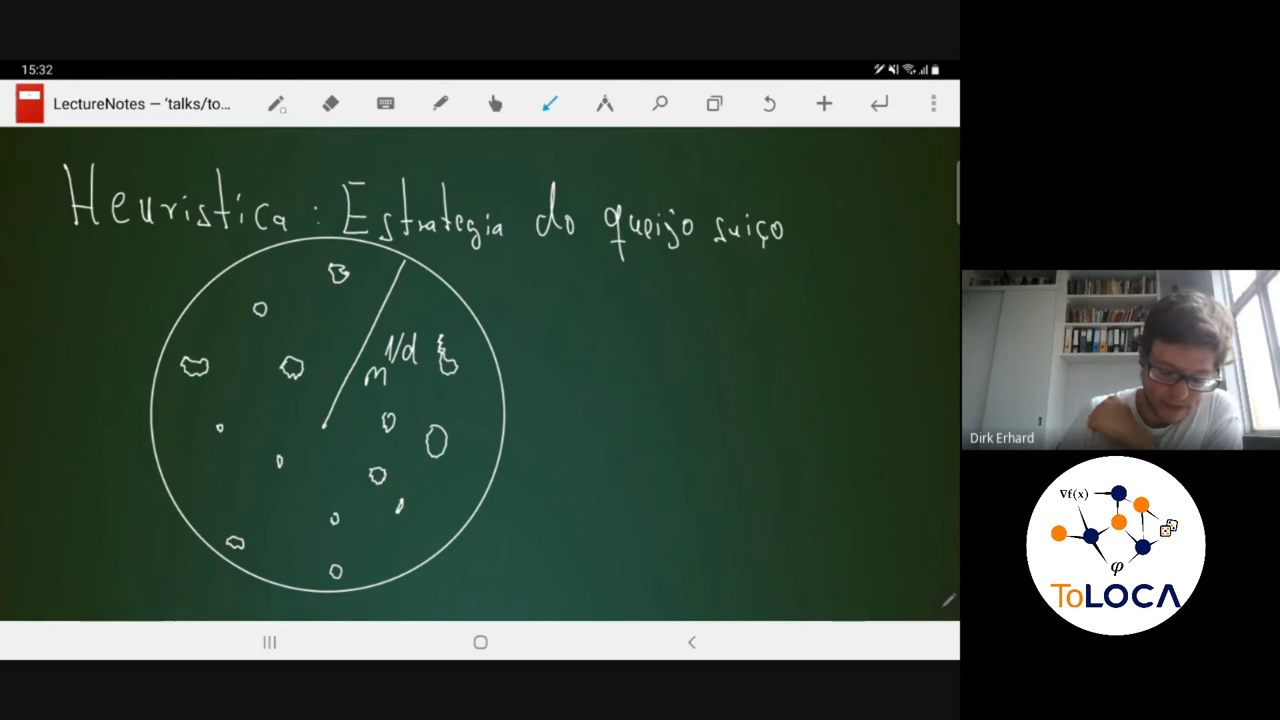 15:32
LectureNotes — ‘talks/to...
Heuristica : Estrategia do queijo suiço
n^1/d
Dirk Erhard
∇f(x)
φ
ToLOCA